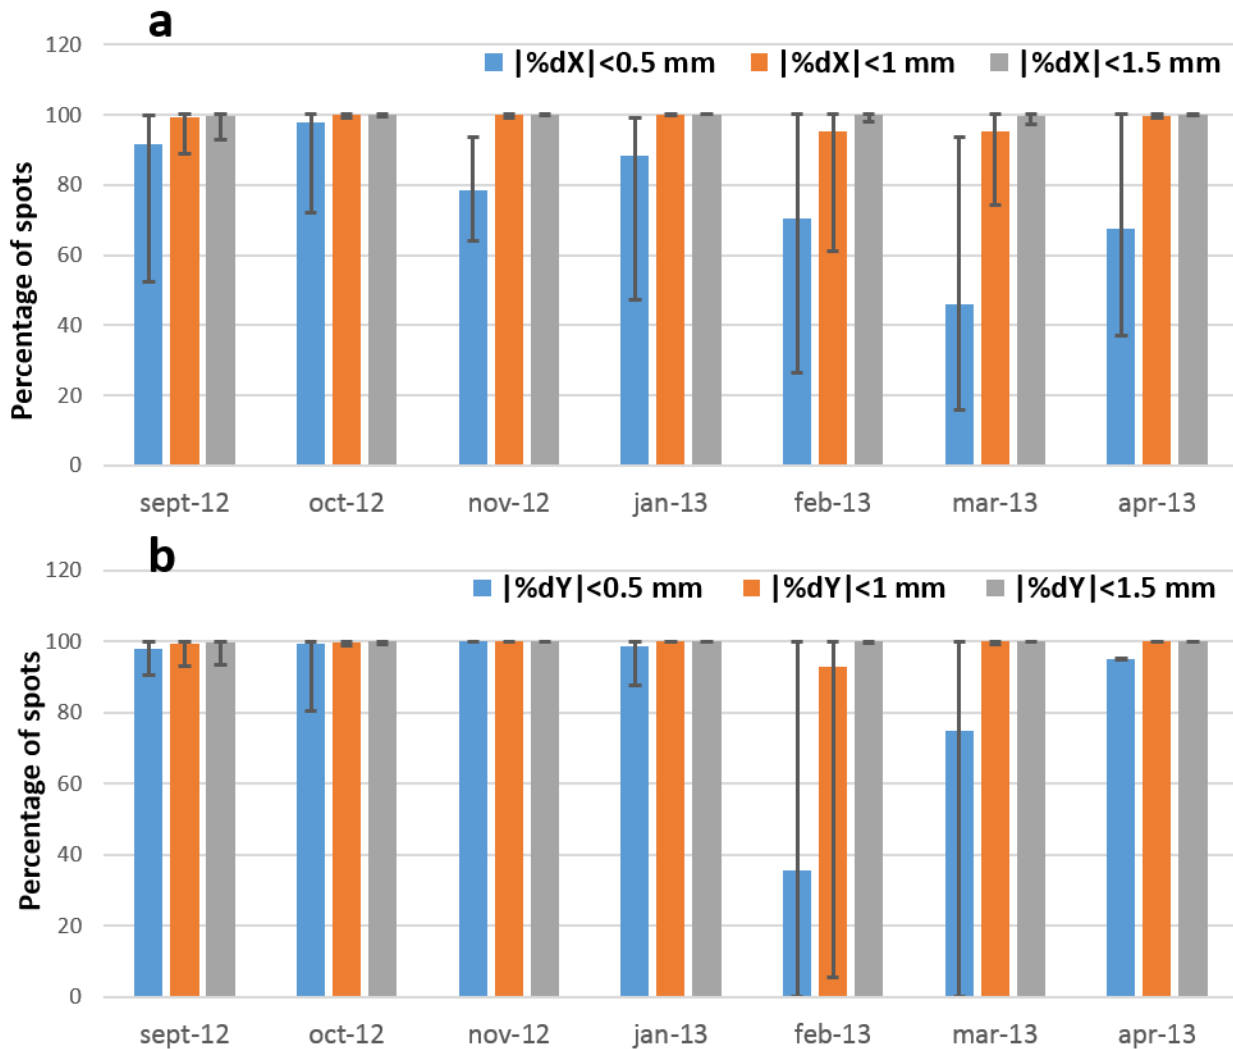 a
120
|%dX|<0.5 mm |%dX|<1 mm |%dX|<1.5 mm
100
80
60
40
20
0
Percentage of spots
sept-12 oct-12 nov-12 jan-13 feb-13 mar-13 apr-13
b
120
|%dY|<0.5 mm |%dY|<1 mm |%dY|<1.5 mm
100
80
60
40
20
0
Percentage of spots
sept-12 oct-12 nov-12 jan-13 feb-13 mar-13 apr-13